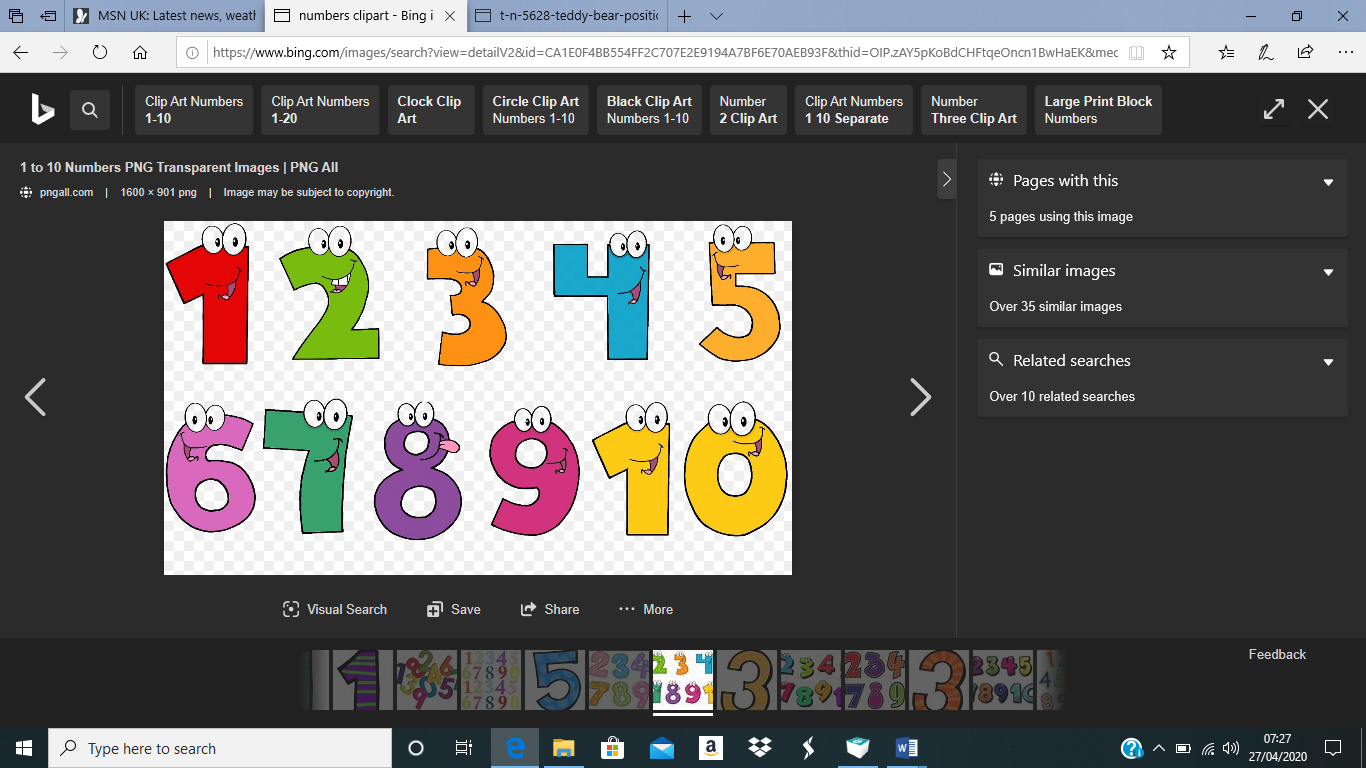 MSN UK: Latest news, weath
numbers clipart - Bing i
t-n-5628-teddy-bear-positio
https://www.bing.com/images/search?view=detailV2&id=CA1E0F4BB554FF2C707E2E9194A7BF6E70AEB93F&thid=OIP.zAY5pKoBdCHFtqeOncn1BwHaEK&mec
Clip Art Numbers
1-10
Clip Art Numbers
1-20
Clock Clip
Art
Circle Clip Art
Numbers 1-10
Black Clip Art
Numbers 1-10
Number
2 Clip Art
Clip Art Numbers
1 10 Separate
Number
Three Clip Art
Large Print Block
Numbers
1 to 10 Numbers PNG Transparent Images | PNG All
pngall.com | 1600 × 901 png | Image may be subject to copyright.
1 2 3 4 5
6 7 8 9 10
Pages with this
5 pages using this image
Similar images
Over 35 similar images
Related searches
Over 10 related searches
Visual Search Save Share More
Feedback
Type here to search
07:27
27/04/2020